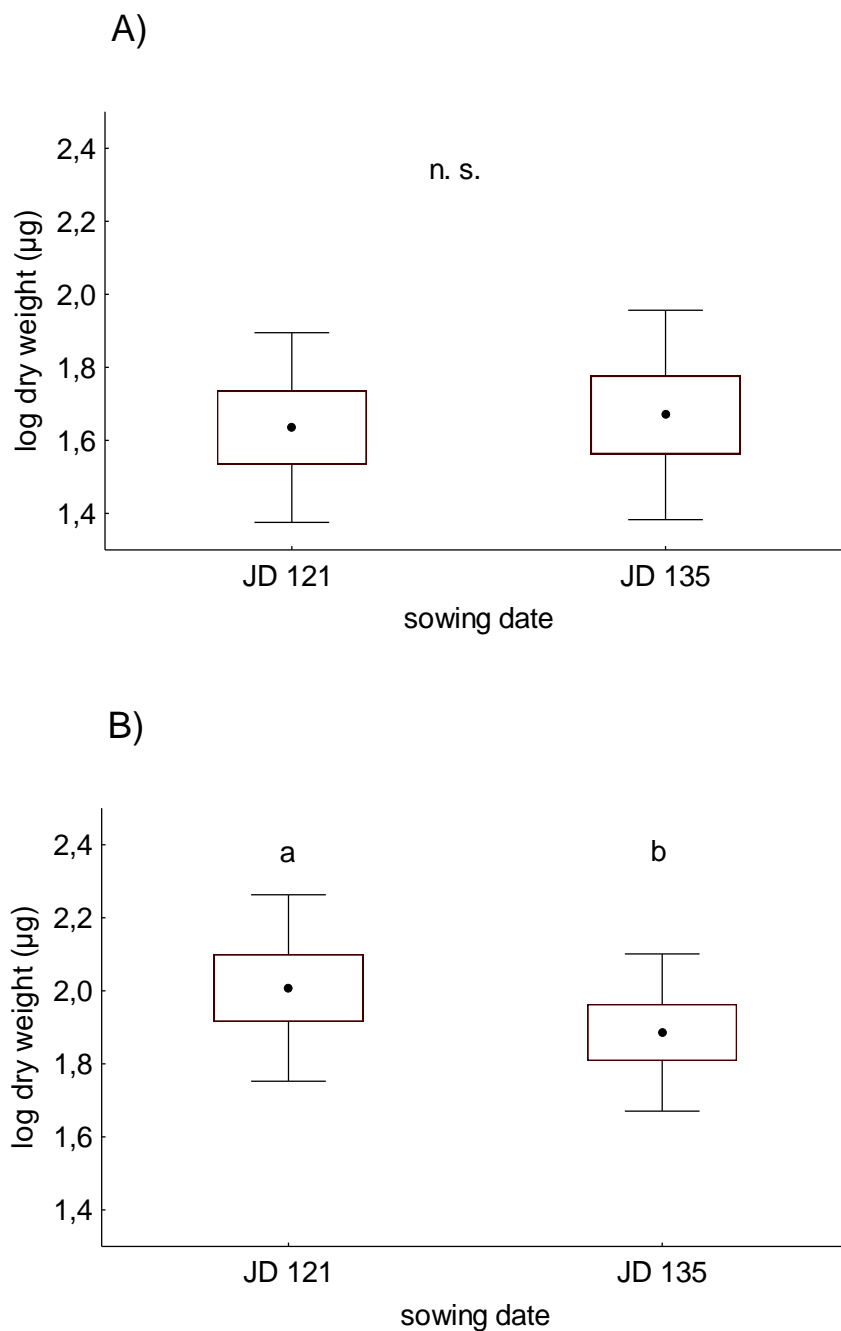 A)
n. s.
2,4
2,2
2,0
1,8
1,6
1,4
log dry weight (µg)
JD 121
JD 135
sowing date
B)
a
b
2,4
2,2
2,0
1,8
1,6
1,4
log dry weight (µg)
JD 121
JD 135
sowing date